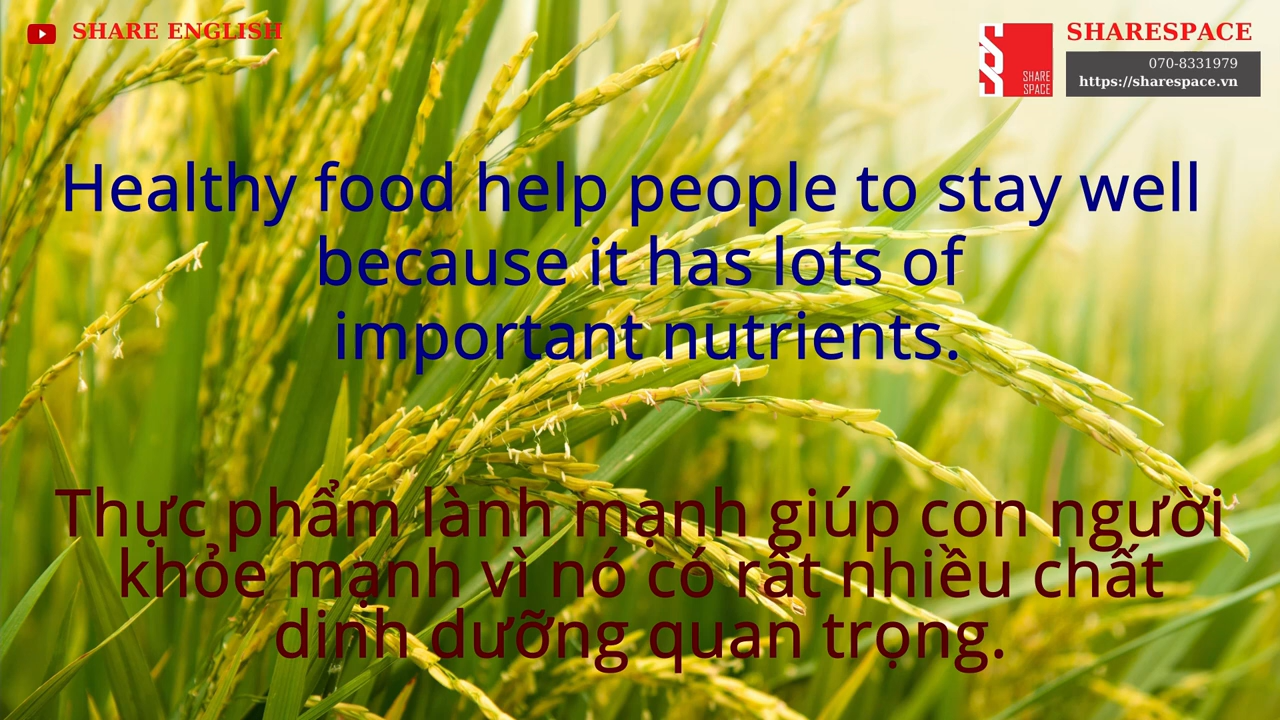 SHARE ENGLISH
SHARESPACE
070-8331979
https://sharespace.vn
SHARE
SPACE
Healthy food help people to stay well
because it has lots of
important nutrients.
Thực phẩm lành mạnh giúp con người
khỏe mạnh vì nó có rất nhiều chất
dinh dưỡng quan trọng.